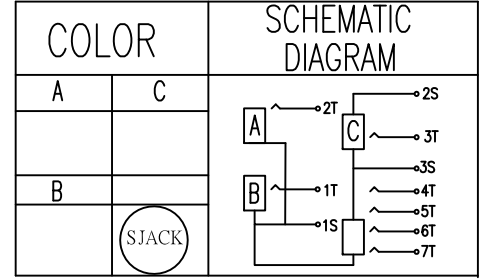 COLOR
SCHEMATIC
DIAGRAM
A
C
B
SJACK
A
2T
C
2S
3T
3S
B
1T
4T
5T
1S
6T
7T